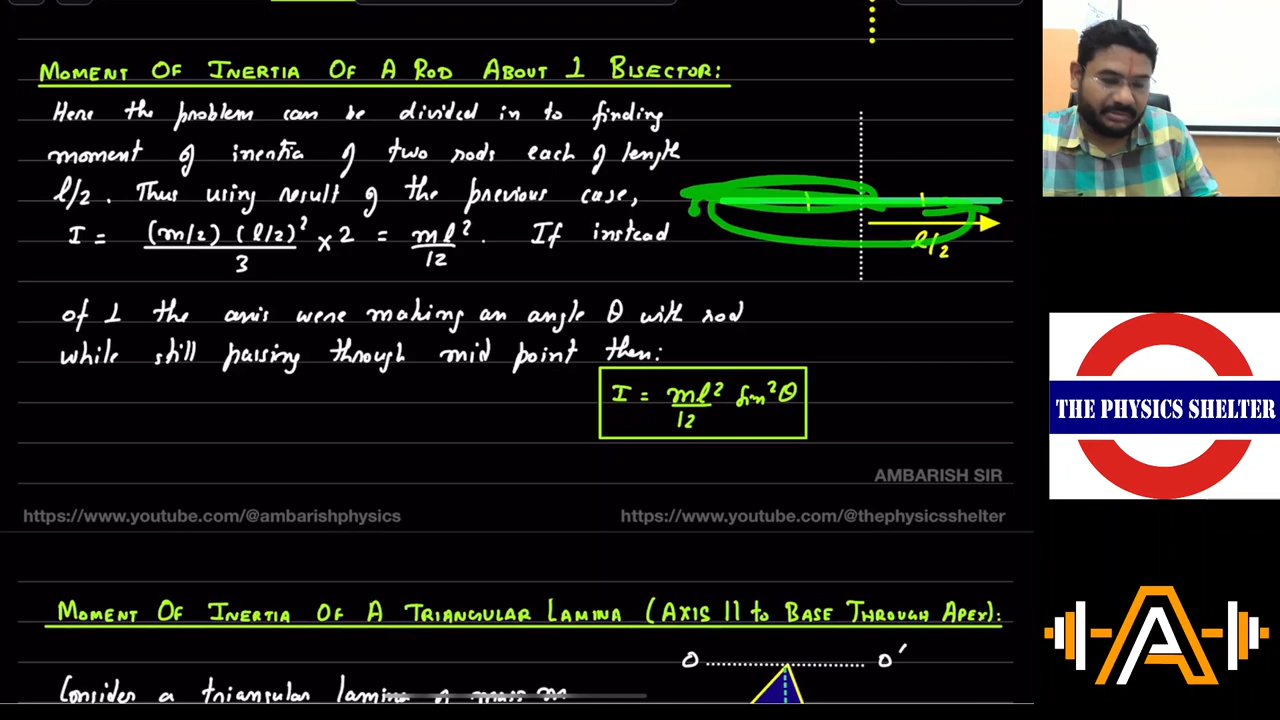 MOMENT OF INERTIA OF A ROD ABOUT ⊥ BISECTOR:
Here the problem can be divided in to finding
moment of inertia of two rods each of length
l/2. Thus using result of the previous case,
I = (m/2) (l/2)² / 3 × 2 = ml²/12. If instead
l/2
of ⊥ the axis were making an angle θ with rod
while still passing through mid point then:
I = ml²/12 sin²θ
AMBARISH SIR
https://www.youtube.com/@ambarishphysics
https://www.youtube.com/@thephysicsshelter
MOMENT OF INERTIA OF A TRIANGULAR LAMINA (AXIS 11 to BASE THROUGH APEX):
O O'
Consider a triangular lamina of mass m
THE PHYSICS SHELTER
A